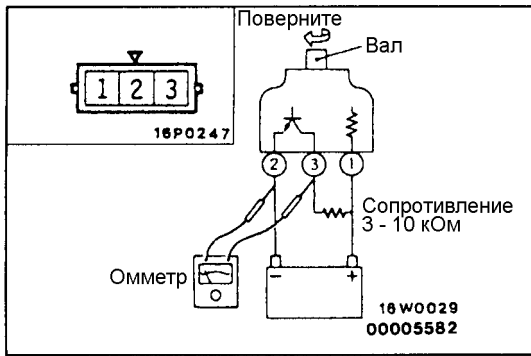 Поверните
Вал
1 2 3
16P0247
2 3 1
Сопротивление
3 - 10 кОм
Омметр
- +
16W0029
00005582